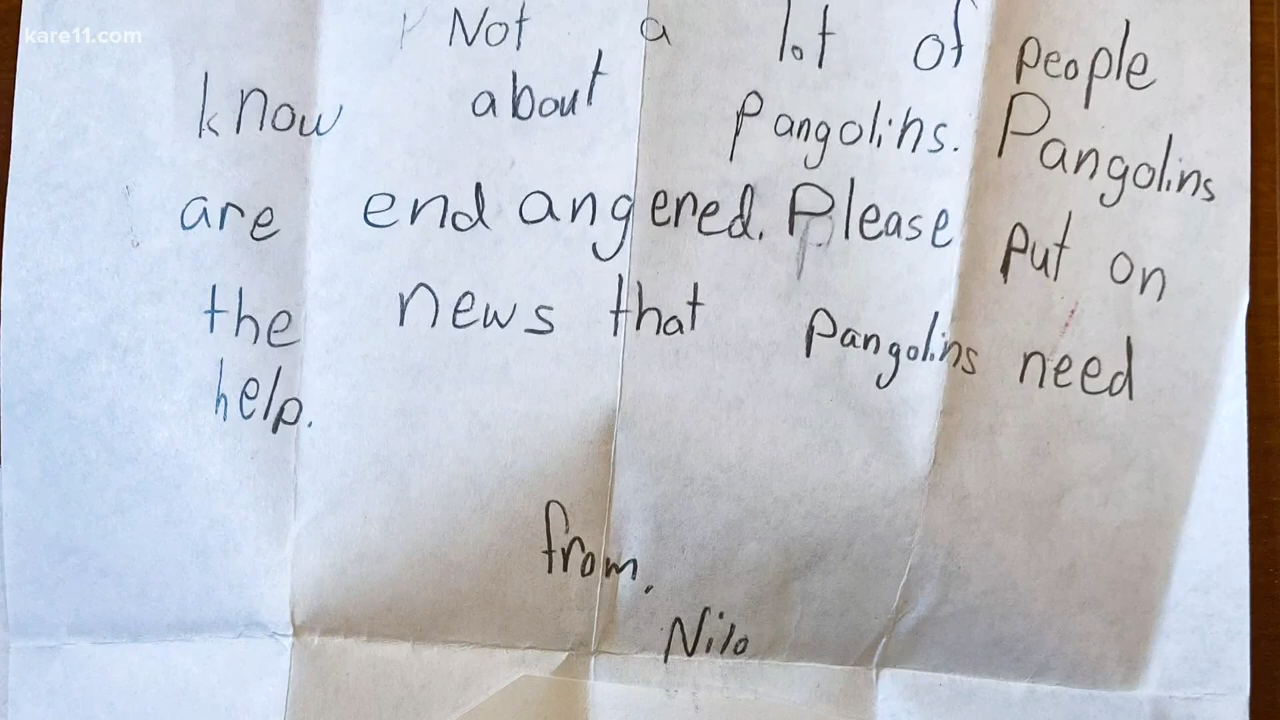 kare11.com
Not a lot of people
know about Pangolins. Pangolins
are endangered. Please put on
the news that Pangolins need
help.
from,
Nilo